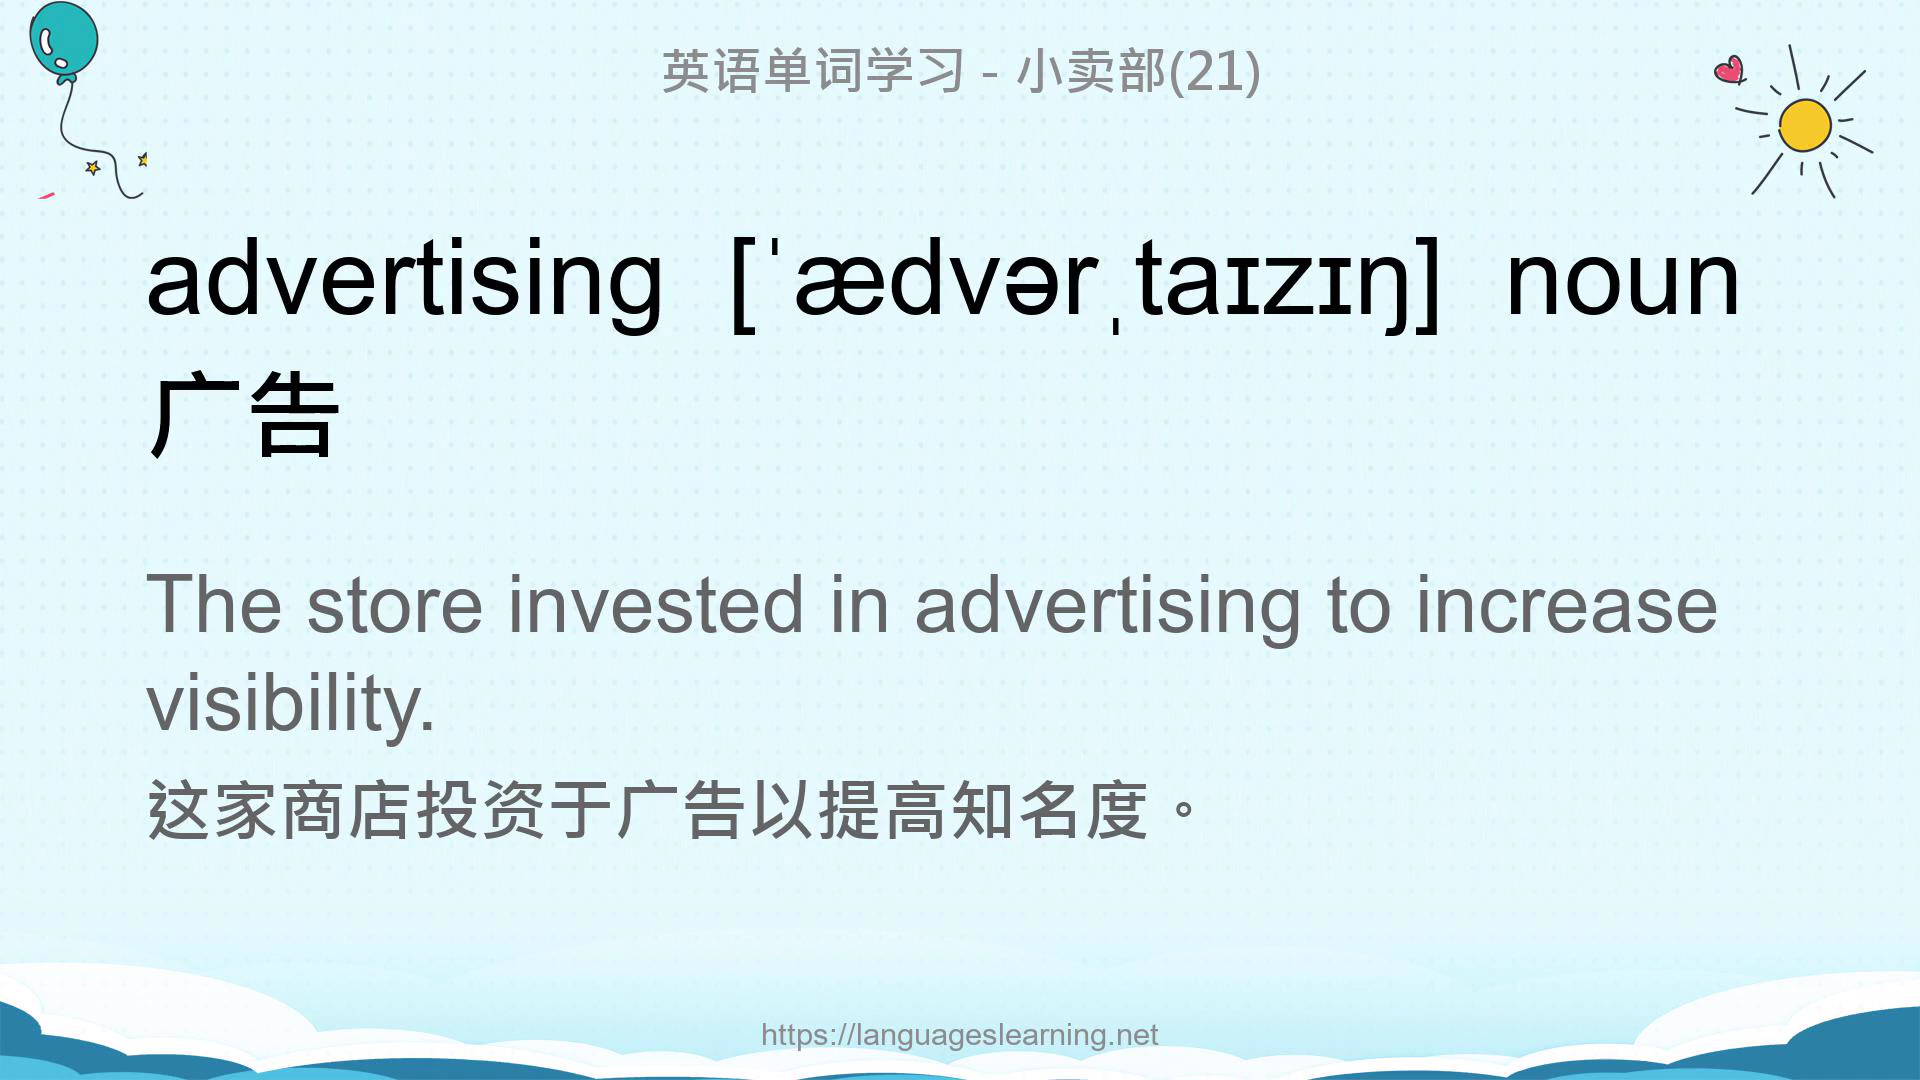 英语单词学习 - 小卖部(21)
advertising [ˈædvərˌtaɪzɪŋ] noun
广告
The store invested in advertising to increase
visibility.
这家商店投资于广告以提高知名度。
https://languageslearning.net